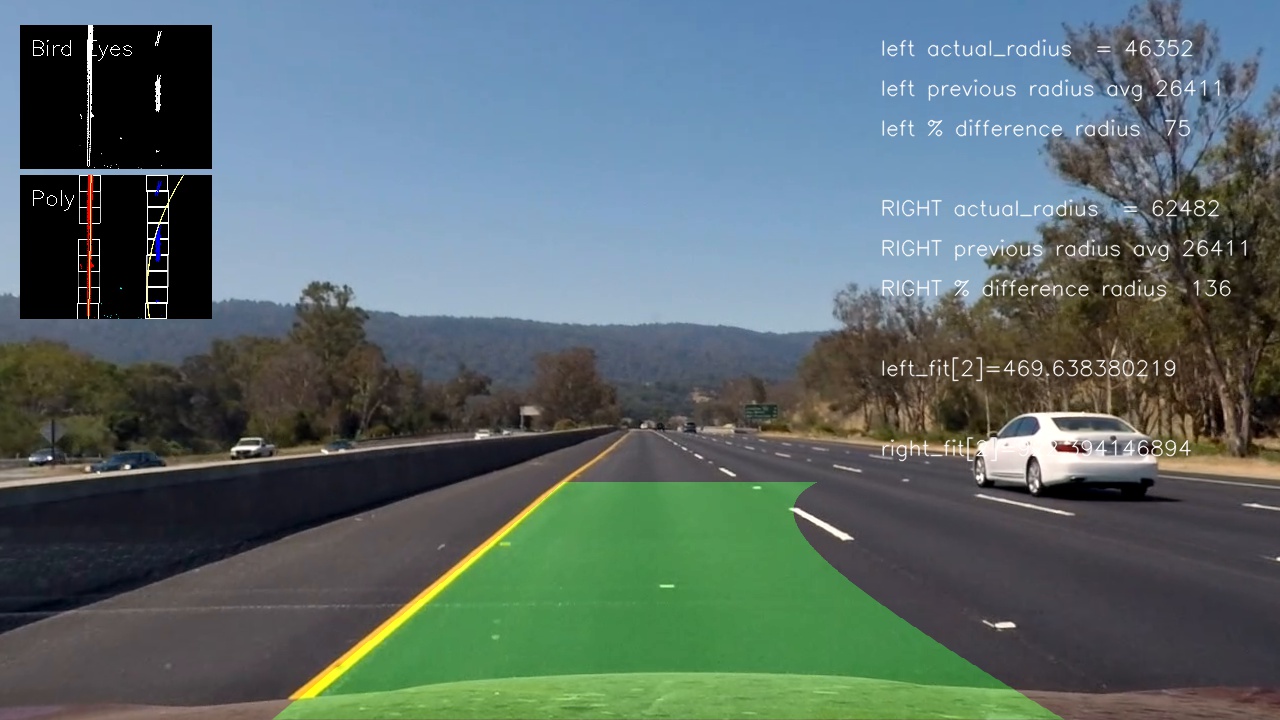 Bird Eyes
Poly
left actual_radius = 46352
left previous radius avg 26411
left % difference radius 75
RIGHT actual_radius = 62482
RIGHT previous radius avg 26411
RIGHT % difference radius 136
left_fit[2]=469.638380219